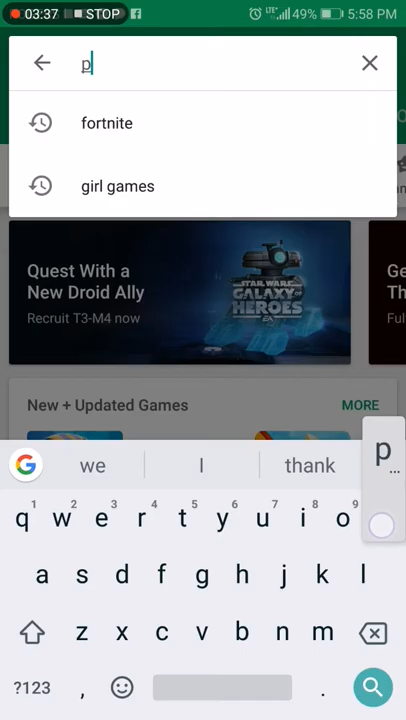 03:37 STOP LTE 49% 5:58 PM
p
fortnite
girl games
Quest With a
New Droid Ally
Recruit T3-M4 now
STAR WARS
GALAXY OF
HEROES
EA
Ge
Th
Ful
New + Updated Games MORE
we I thank
p
...
1 2 3 4 5 6 7 8 9
q w e r t y u i o
a s d f g h j k l
z x c v b n m
?123 , .